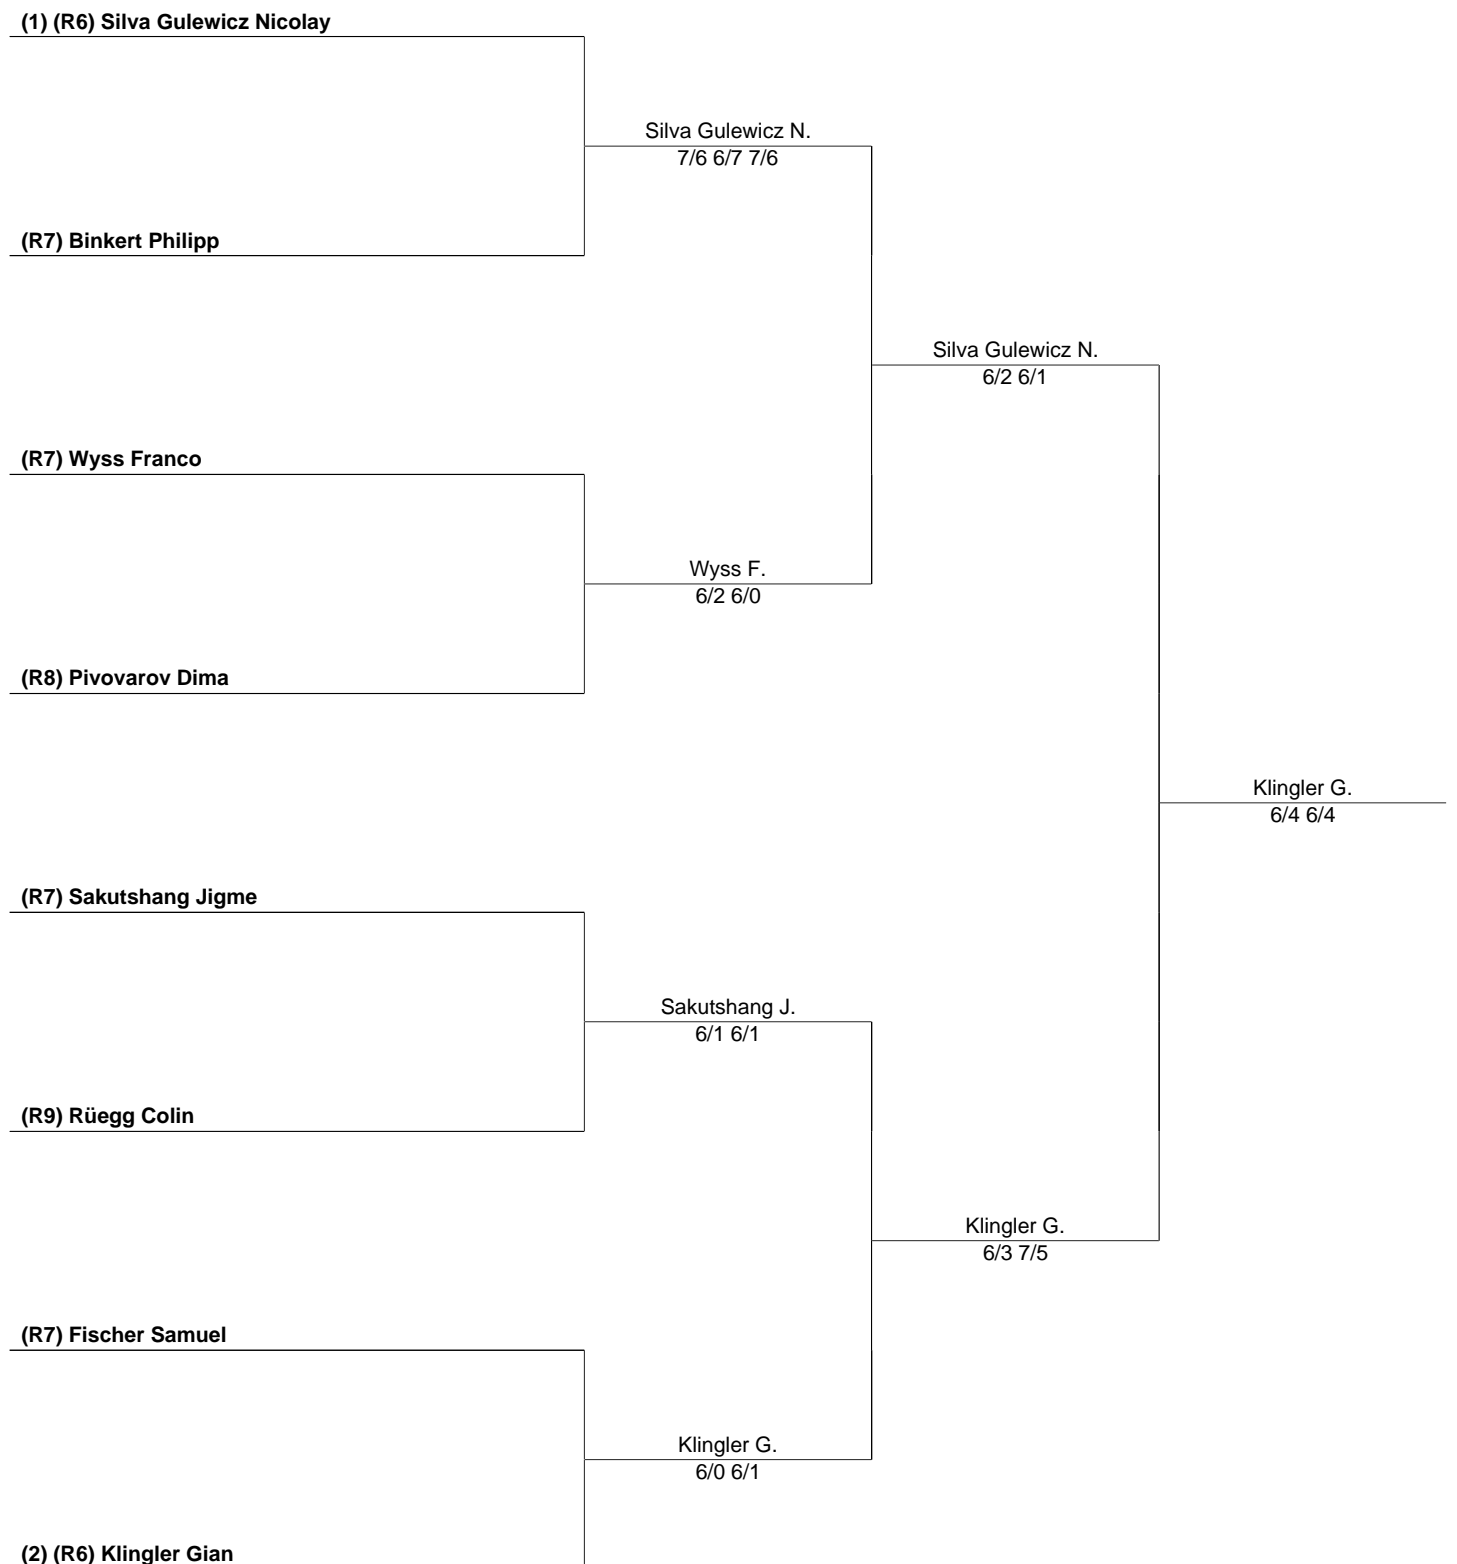 (1) (R6) Silva Gulewicz Nicolay
Silva Gulewicz N.
7/6 6/7 7/6
(R7) Binkert Philipp
Silva Gulewicz N.
6/2 6/1
(R7) Wyss Franco
Wyss F.
6/2 6/0
(R8) Pivovarov Dima
Klingler G.
6/4 6/4
(R7) Sakutshang Jigme
Sakutshang J.
6/1 6/1
(R9) Rüegg Colin
Klingler G.
6/3 7/5
(R7) Fischer Samuel
Klingler G.
6/0 6/1
(2) (R6) Klingler Gian